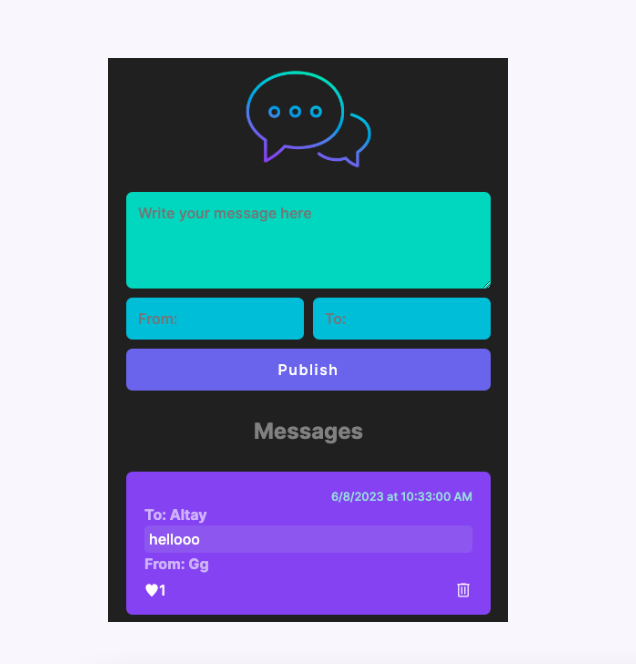 Write your message here
From: To:
Publish
Messages
6/8/2023 at 10:33:00 AM
To: Altay
hellooo
From: Gg
1